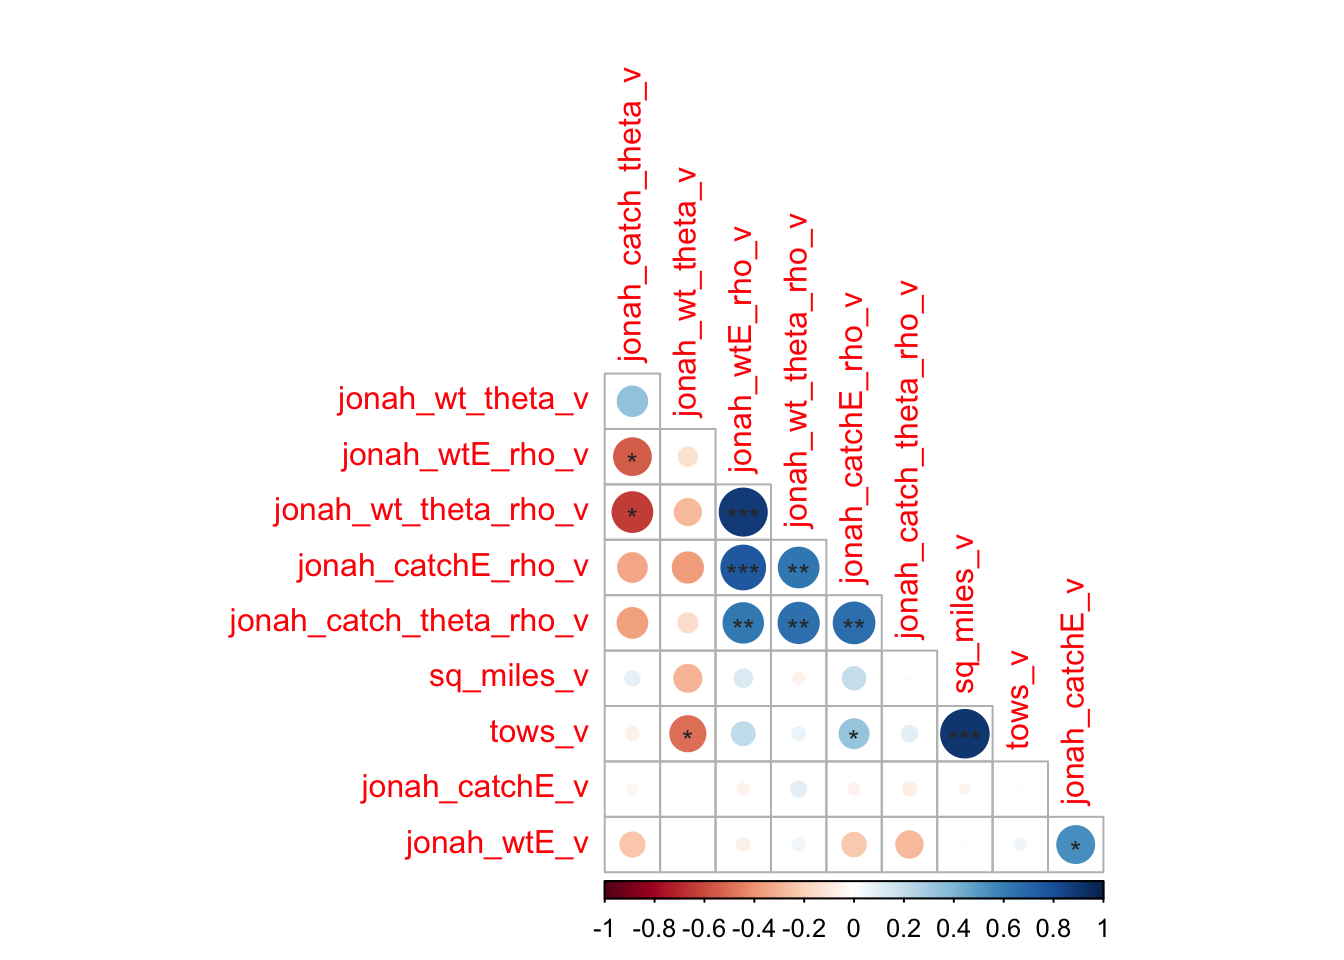 jonah_catch_theta_v
jonah_wt_theta_v
jonah_wtE_rho_v
jonah_wt_theta_rho_v
jonah_catchE_rho_v
jonah_catch_theta_rho_v
sq_miles_v
tows_v
jonah_catchE_v
jonah_wt_theta_v
jonah_wtE_rho_v *
jonah_wt_theta_rho_v * ***
jonah_catchE_rho_v *** **
jonah_catch_theta_rho_v ** ** **
sq_miles_v
tows_v * * ***
jonah_catchE_v
jonah_wtE_v *
-1 -0.8 -0.6 -0.4 -0.2 0 0.2 0.4 0.6 0.8 1